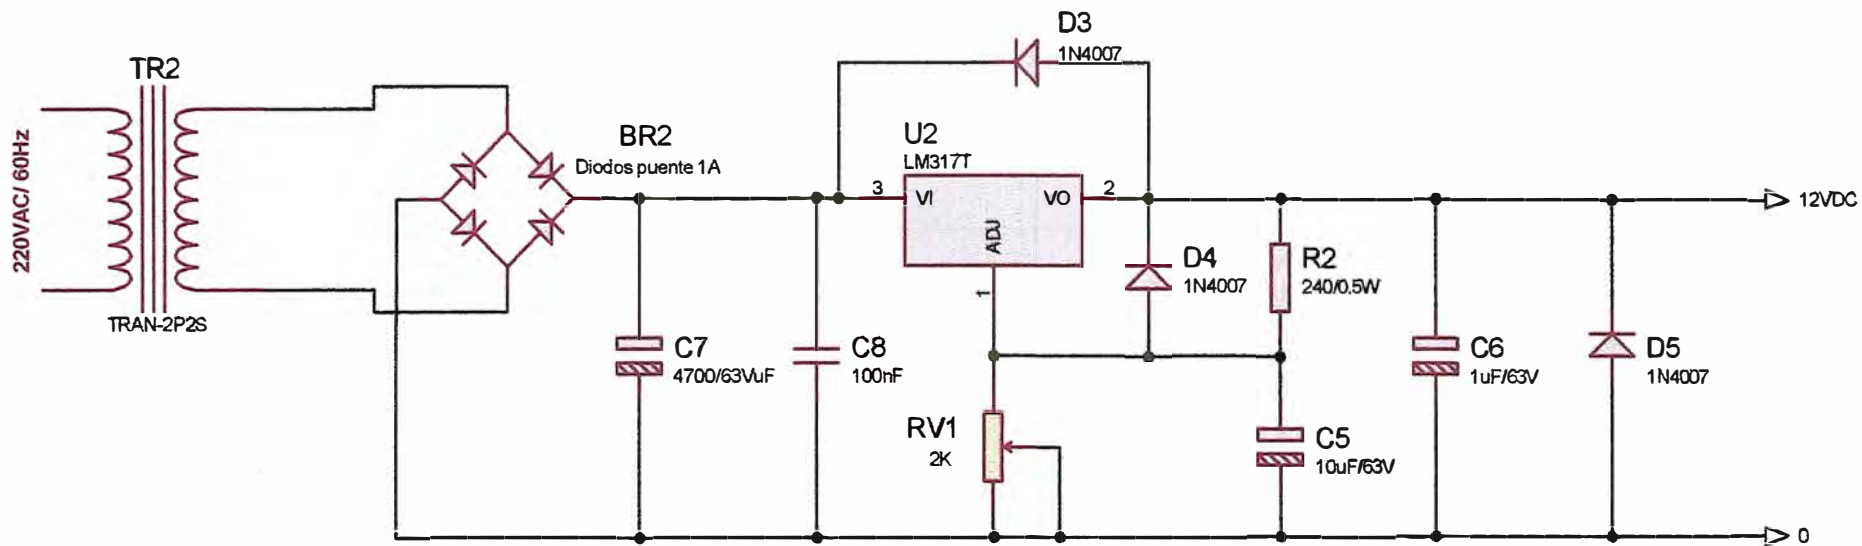 220VAC/ 60Hz
TR2
TRAN-2P2S
BR2
Diodos puente 1A
C7
4700/63VuF
C8
100nF
D3
1N4007
U2
LM317T
3
VI
VO
2
ADJ
1
RV1
2K
D4
1N4007
R2
240/0.5W
C5
10uF/63V
C6
1uF/63V
D5
1N4007
12VDC
0